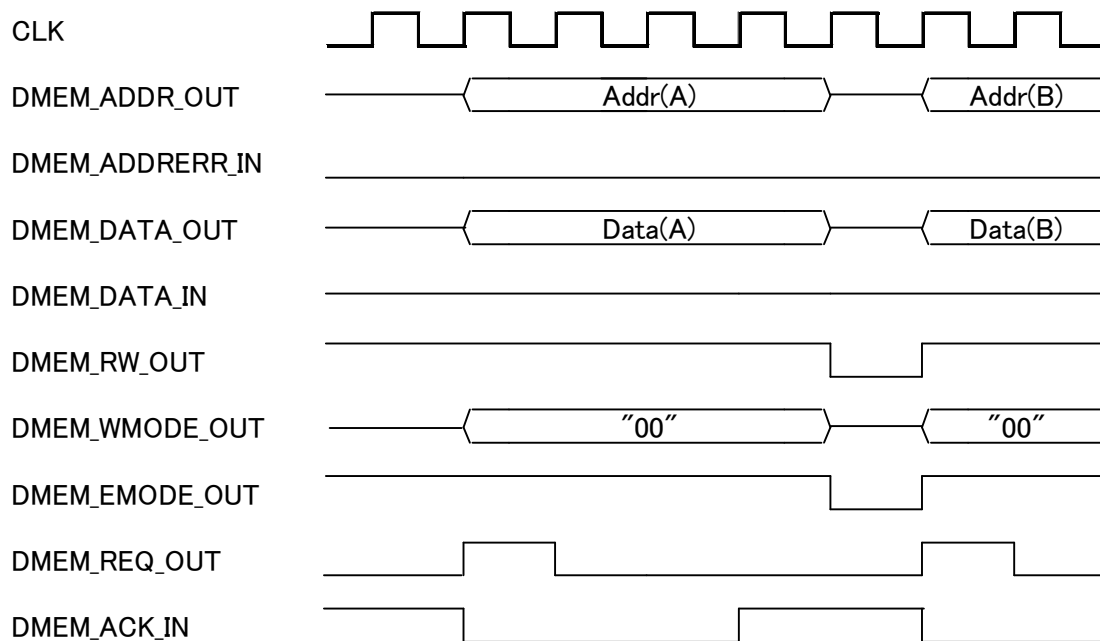 CLK
DMEM_ADDR_OUT Addr(A) Addr(B)
DMEM_ADDRERR_IN
DMEM_DATA_OUT Data(A) Data(B)
DMEM_DATA_IN
DMEM_RW_OUT
DMEM_WMODE_OUT "00" "00"
DMEM_EMODE_OUT
DMEM_REQ_OUT
DMEM_ACK_IN